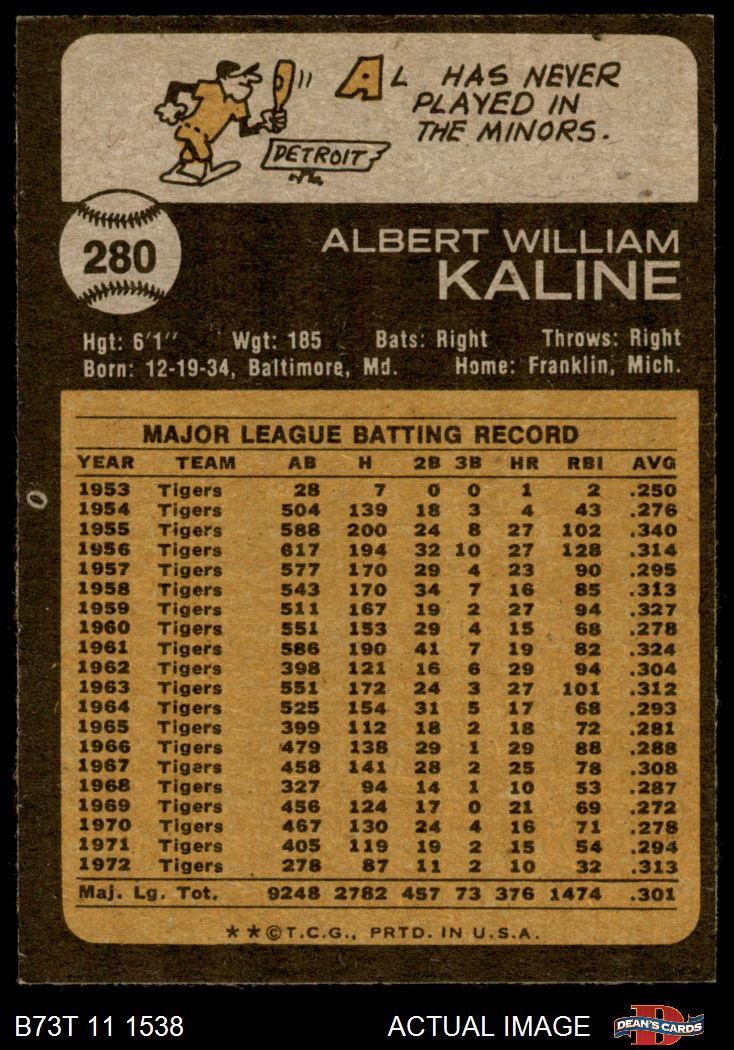 AL HAS NEVER
PLAYED IN
THE MINORS.
DETROIT
280
ALBERT WILLIAM
KALINE
Hgt: 6'1" Wgt: 185 Bats: Right Throws: Right
Born: 12-19-34, Baltimore, Md. Home: Franklin, Mich.
MAJOR LEAGUE BATTING RECORD
YEAR TEAM AB H 2B 3B HR RBI AVG
1953 Tigers 28 7 0 0 1 2 .250
1954 Tigers 504 139 18 3 4 43 .276
1955 Tigers 588 200 24 8 27 102 .340
1956 Tigers 617 194 32 10 27 128 .314
1957 Tigers 577 170 29 4 23 90 .295
1958 Tigers 543 170 34 7 16 85 .313
1959 Tigers 511 167 19 2 27 94 .327
1960 Tigers 551 153 29 4 15 68 .278
1961 Tigers 586 190 41 7 19 82 .324
1962 Tigers 398 121 16 6 29 94 .304
1963 Tigers 551 172 24 3 27 101 .312
1964 Tigers 525 154 31 5 17 68 .293
1965 Tigers 399 112 18 2 18 72 .281
1966 Tigers 479 138 29 1 29 88 .288
1967 Tigers 458 141 28 2 25 78 .308
1968 Tigers 327 94 14 1 10 53 .287
1969 Tigers 456 124 17 0 21 69 .272
1970 Tigers 467 130 24 4 16 71 .278
1971 Tigers 405 119 19 2 15 54 .294
1972 Tigers 278 87 11 2 10 32 .313
Maj. Lg. Tot. 9248 2782 457 73 376 1474 .301
**©T.C.G., PRTD. IN U.S.A.
B73T 11 1538 ACTUAL IMAGE D
DEAN'S CARDS